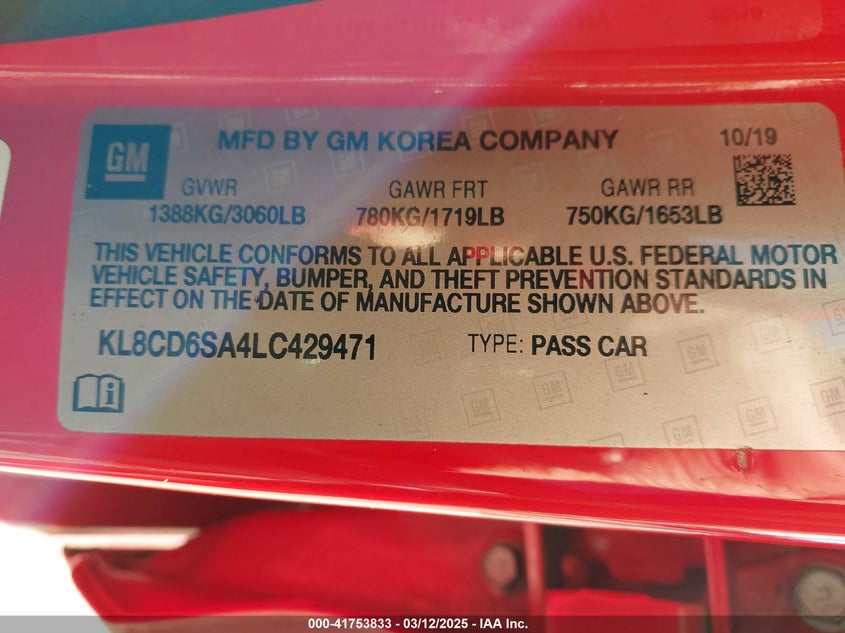 GM
MFD BY GM KOREA COMPANY
10/19
GVWR
GAWR FRT
GAWR RR
1388KG/3060LB
780KG/1719LB
750KG/1653LB
THIS VEHICLE CONFORMS TO ALL APPLICABLE U.S. FEDERAL MOTOR
VEHICLE SAFETY, BUMPER, AND THEFT PREVENTION STANDARDS IN
EFFECT ON THE DATE OF MANUFACTURE SHOWN ABOVE.
KL8CD6SA4LC429471
TYPE: PASS CAR
000-41753833 - 03/12/2025 - IAA Inc.